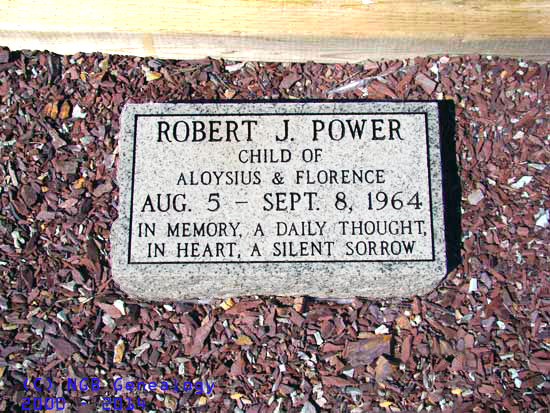 ROBERT J. POWER
CHILD OF
ALOYSIUS & FLORENCE
AUG. 5 – SEPT. 8, 1964
IN MEMORY, A DAILY THOUGHT,
IN HEART, A SILENT SORROW
(C) NGB Genealogy
2000 - 2014